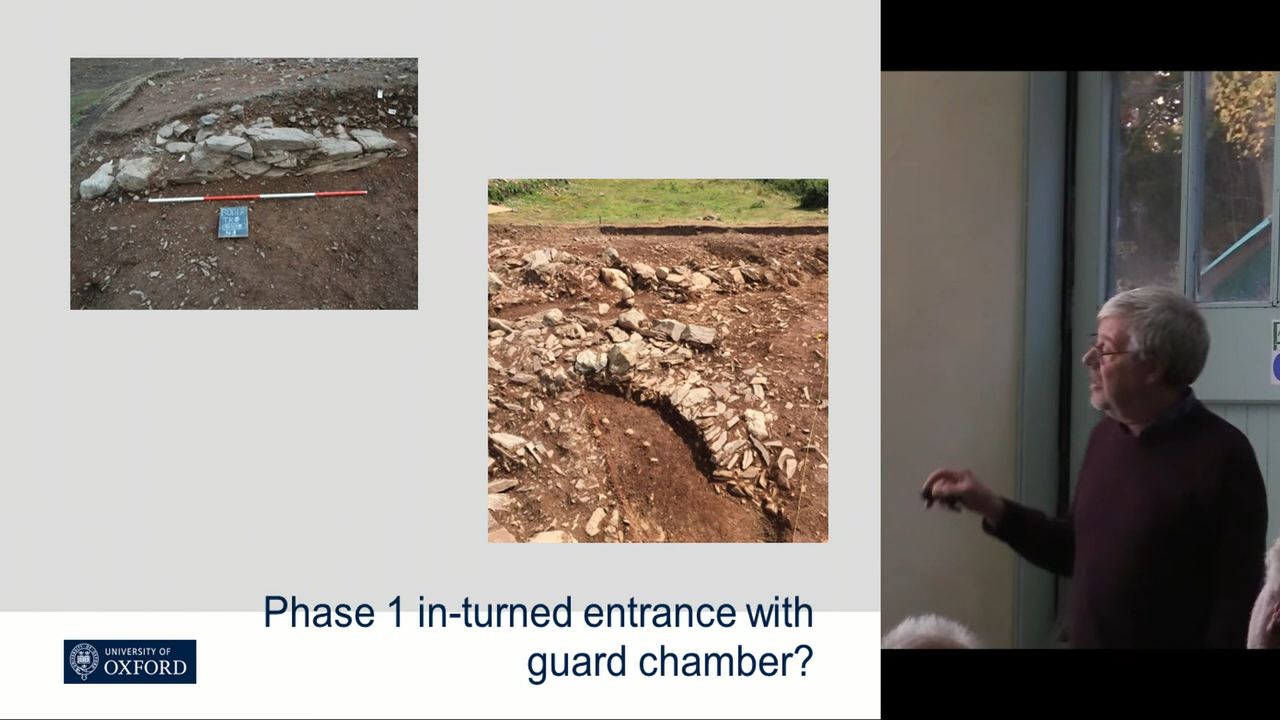 Phase 1 in-turned entrance with
guard chamber?
UNIVERSITY OF
OXFORD